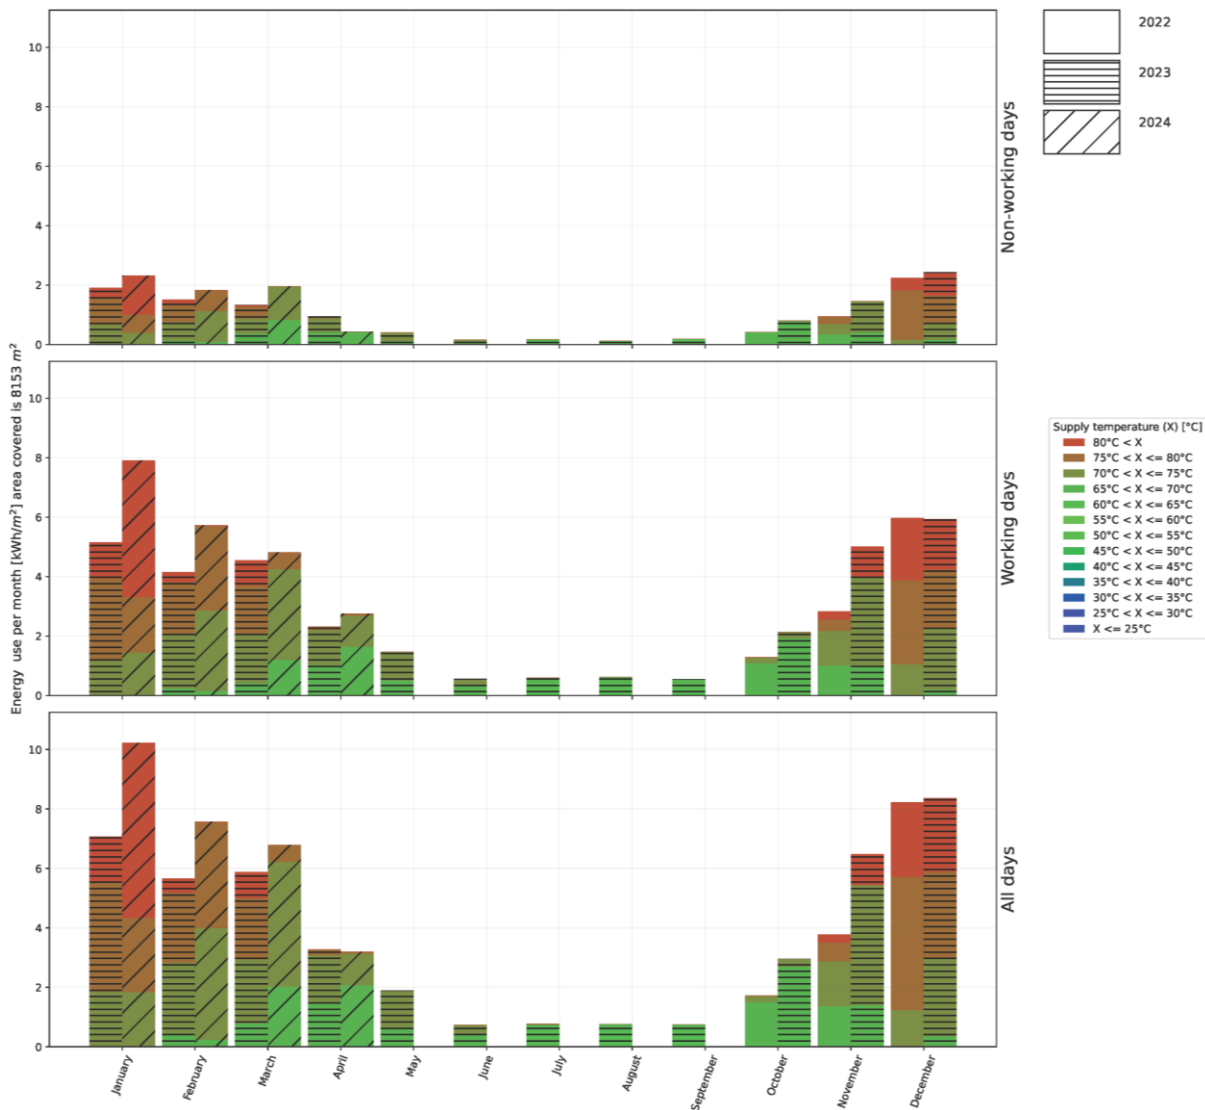 Energy use per month [kWh/m²] area covered is 8153 m²
10
8
6
4
2
0
Non-working days
10
8
6
4
2
0
Working days
10
8
6
4
2
0
All days
January
February
March
April
May
June
July
August
September
October
November
December
2022
2023
2024
Supply temperature (X) [°C]
80°C < X
75°C < X <= 80°C
70°C < X <= 75°C
65°C < X <= 70°C
60°C < X <= 65°C
55°C < X <= 60°C
50°C < X <= 55°C
45°C < X <= 50°C
40°C < X <= 45°C
35°C < X <= 40°C
30°C < X <= 35°C
25°C < X <= 30°C
X <= 25°C